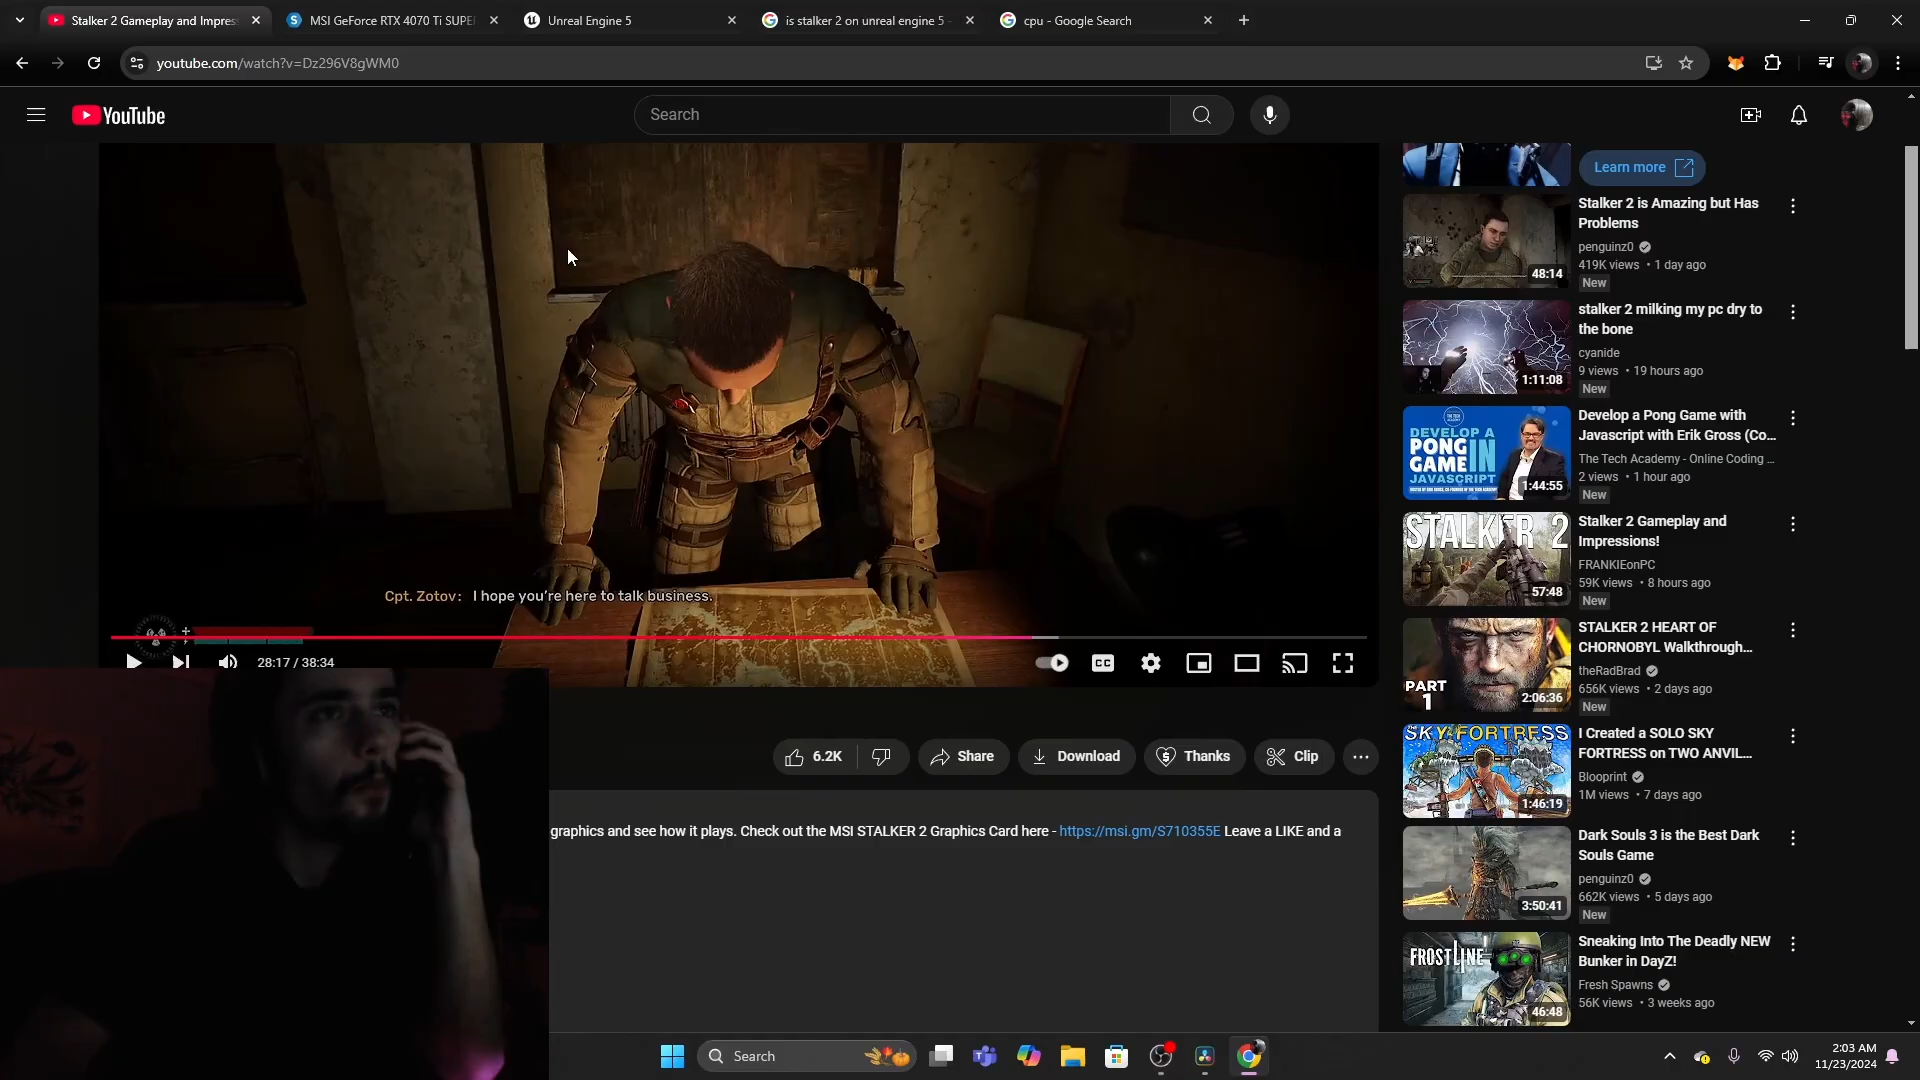 Stalker 2 Gameplay and Impres
MSI GeForce RTX 4070 Ti SUPE
Unreal Engine 5
is stalker 2 on unreal engine 5 -
cpu - Google Search
youtube.com/watch?v=Dz296V8gWM0
YouTube
Search
Learn more
Stalker 2 is Amazing but Has
Problems
penguinz0
419K views • 1 day ago
New
48:14
stalker 2 milking my pc dry to
the bone
cyanide
9 views • 19 hours ago
New
1:11:08
DEVELOP A
PONG
GAME IN
JAVASCRIPT
1:44:55
Develop a Pong Game with
Javascript with Erik Gross (Co...
The Tech Academy - Online Coding ...
2 views • 1 hour ago
New
STALKER 2
57:48
Stalker 2 Gameplay and
Impressions!
FRANKIEonPC
59K views • 8 hours ago
New
PART
1
2:06:36
STALKER 2 HEART OF
CHORNOBYL Walkthrough...
theRadBrad
656K views • 2 days ago
New
SKY FORTRESS
1:46:19
I Created a SOLO SKY
FORTRESS on TWO ANVIL...
Blooprint
1M views • 7 days ago
3:50:41
Dark Souls 3 is the Best Dark
Souls Game
penguinz0
662K views • 5 days ago
New
FROSTLINE
46:48
Sneaking Into The Deadly NEW
Bunker in DayZ!
Fresh Spawns
56K views • 3 weeks ago
Cpt. Zotov: I hope you're here to talk business.
28:17 / 38:34
CC
6.2K
Share
Download
Thanks
Clip
graphics and see how it plays. Check out the MSI STALKER 2 Graphics Card here - https://msi.gm/S710355E Leave a LIKE and a
Search
2:03 AM
11/23/2024